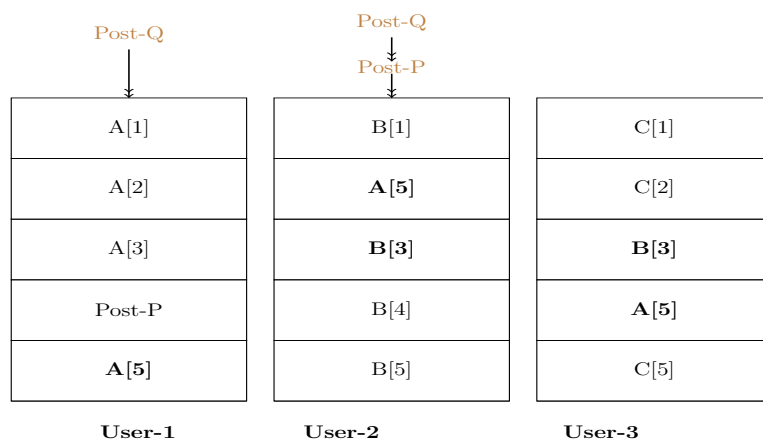 Post-Q
Post-Q
Post-P
A[1]
B[1]
C[1]
A[2]
A[5]
C[2]
A[3]
B[3]
B[3]
Post-P
B[4]
A[5]
A[5]
B[5]
C[5]
User-1
User-2
User-3